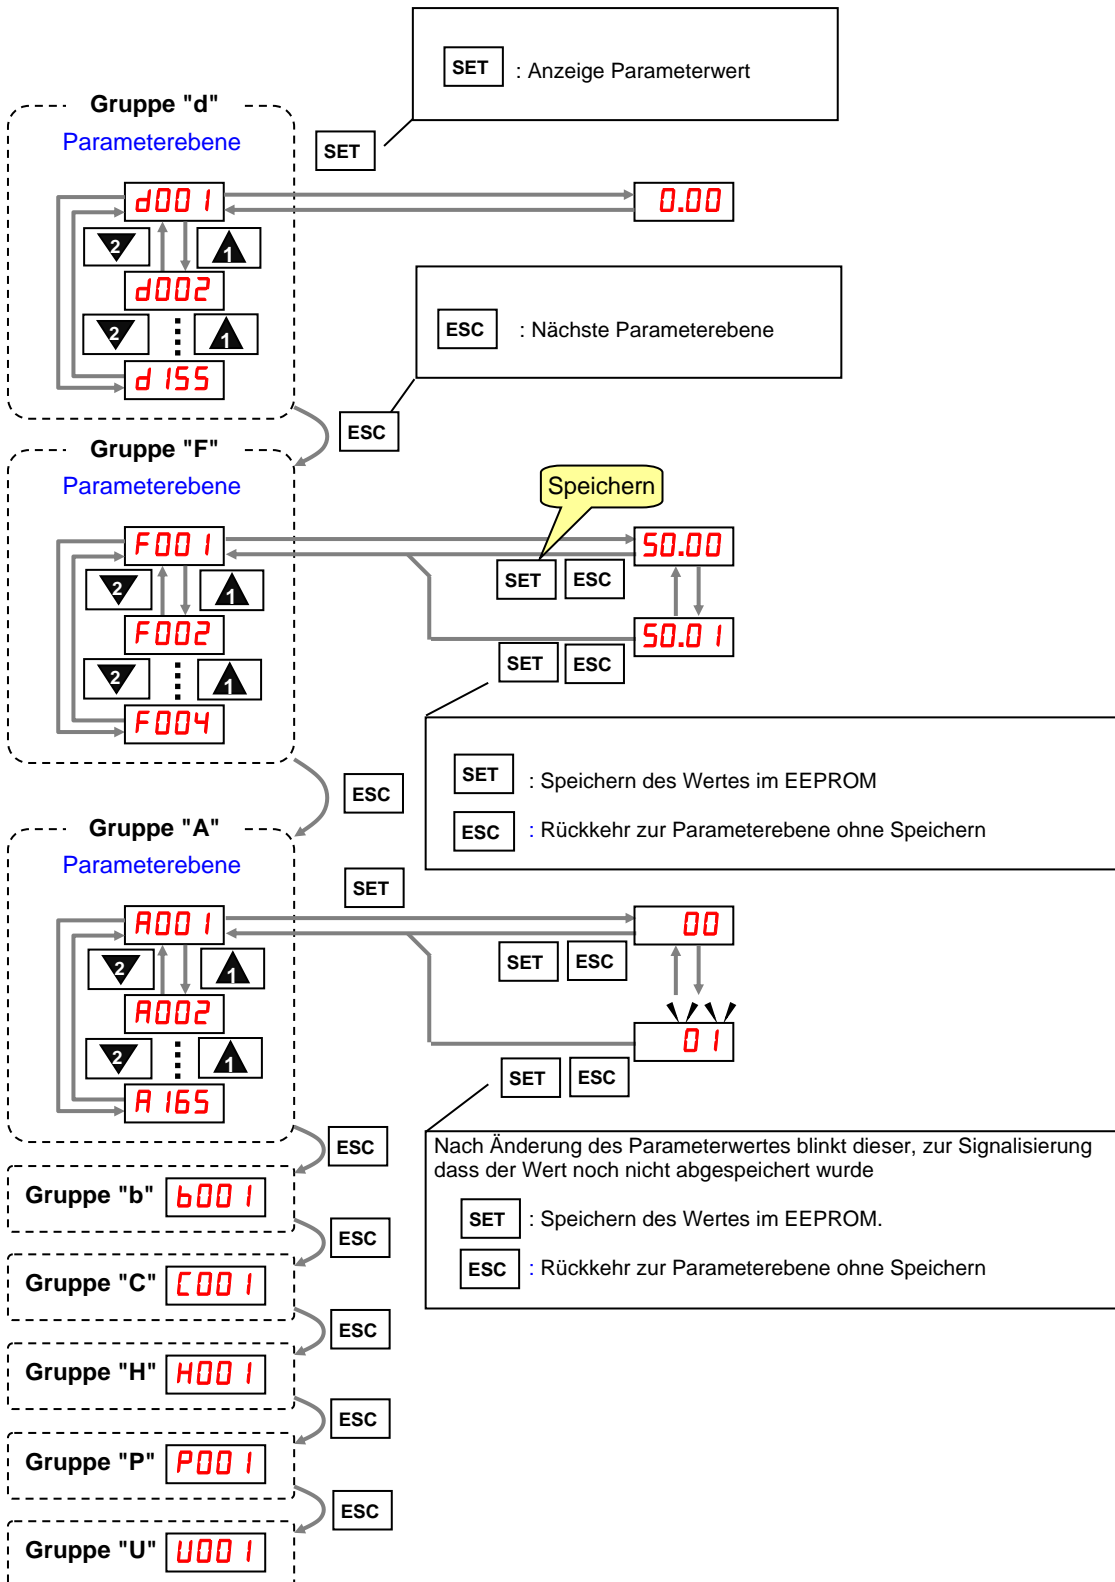 SET : Anzeige Parameterwert
Gruppe "d"
Parameterebene
SET
d001
0.00
2 1
d002
2 1
d155
ESC : Nächste Parameterebene
ESC
Gruppe "F"
Parameterebene
Speichern
F001
50.00
SET ESC
2 1
F002
50.01
SET ESC
2 1
F004
SET : Speichern des Wertes im EEPROM
ESC : Rückkehr zur Parameterebene ohne Speichern
ESC
Gruppe "A"
Parameterebene
SET
A001
00
SET ESC
2 1
A002
01
2 1
SET ESC
A165
Nach Änderung des Parameterwertes blinkt dieser, zur Signalisierung
dass der Wert noch nicht abgespeichert wurde
SET : Speichern des Wertes im EEPROM.
ESC : Rückkehr zur Parameterebene ohne Speichern
ESC
Gruppe "b" b001
ESC
Gruppe "C" C001
ESC
Gruppe "H" H001
ESC
Gruppe "P" P001
ESC
Gruppe "U" U001